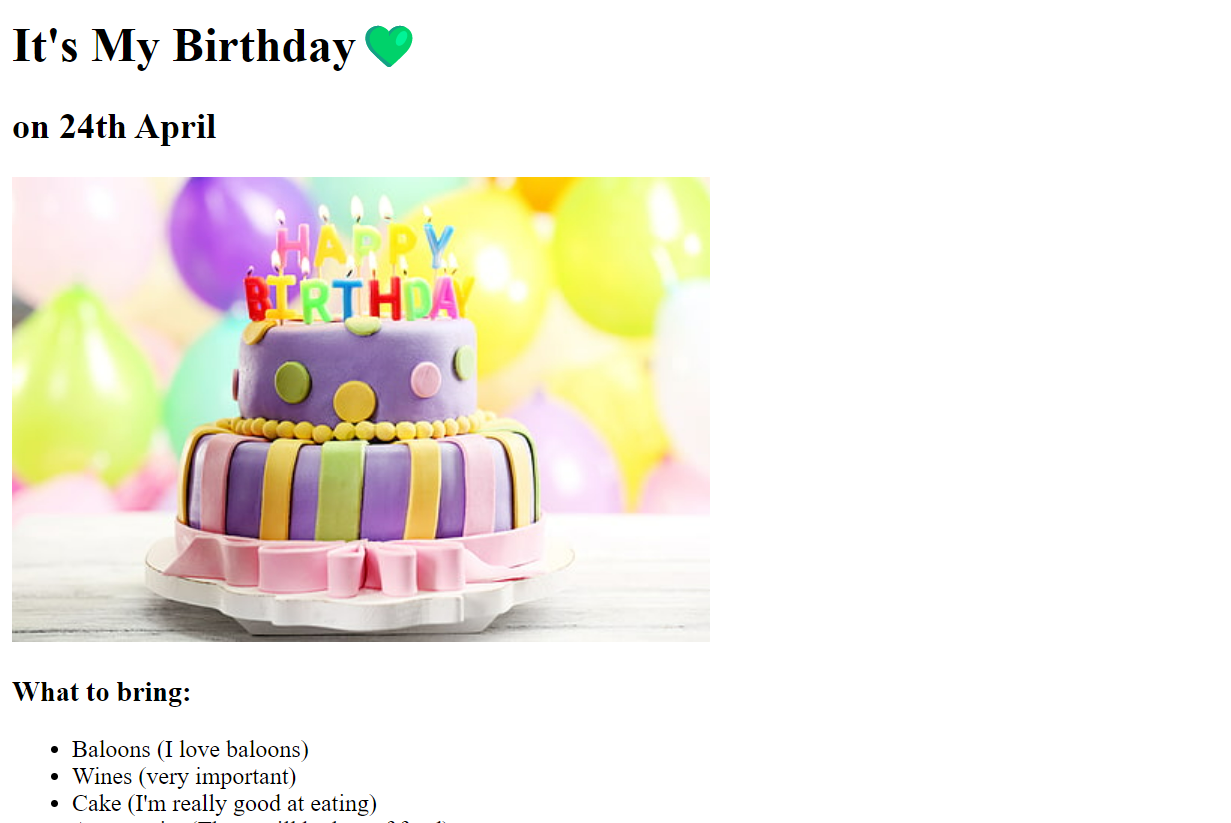 It's My Birthday 💚
on 24th April
HAPPY
BIRTHDAY
What to bring:
• Baloons (I love baloons)
• Wines (very important)
• Cake (I'm really good at eating)